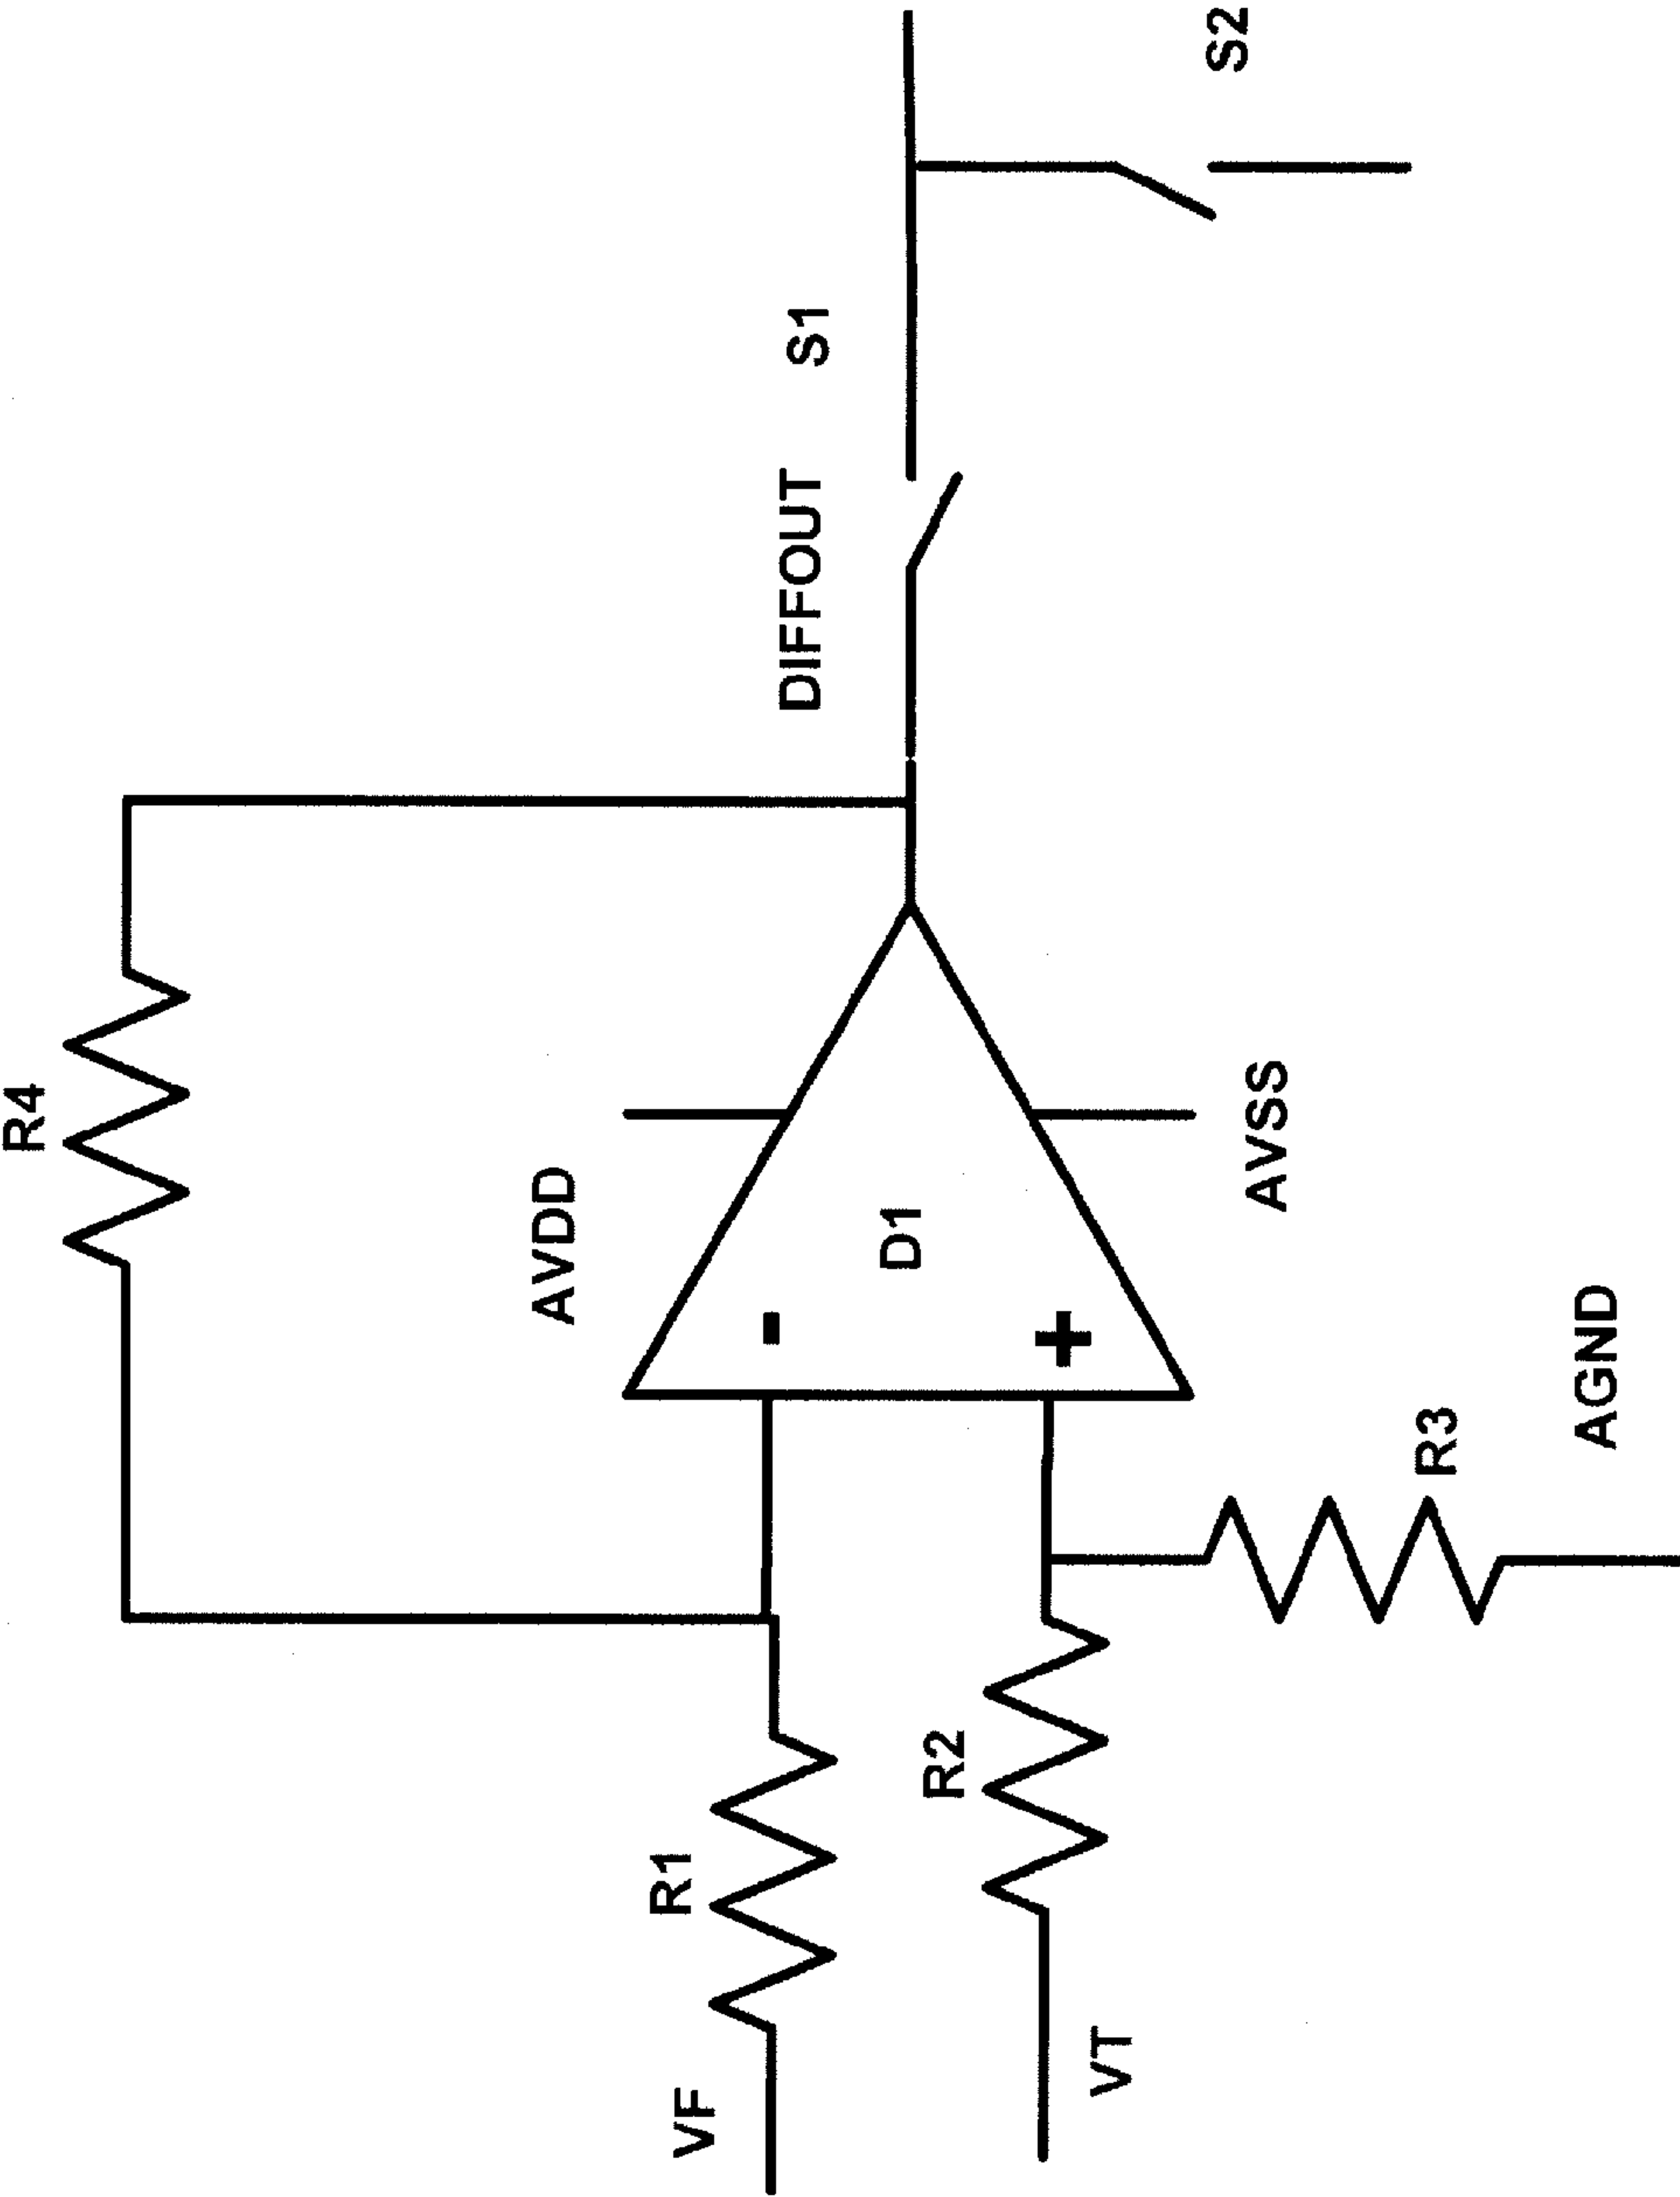 R4
AVDD
DIFFOUT
S1
VF
R1
-
D1
+
R2
VT
AVSS
S2
R3
AGND